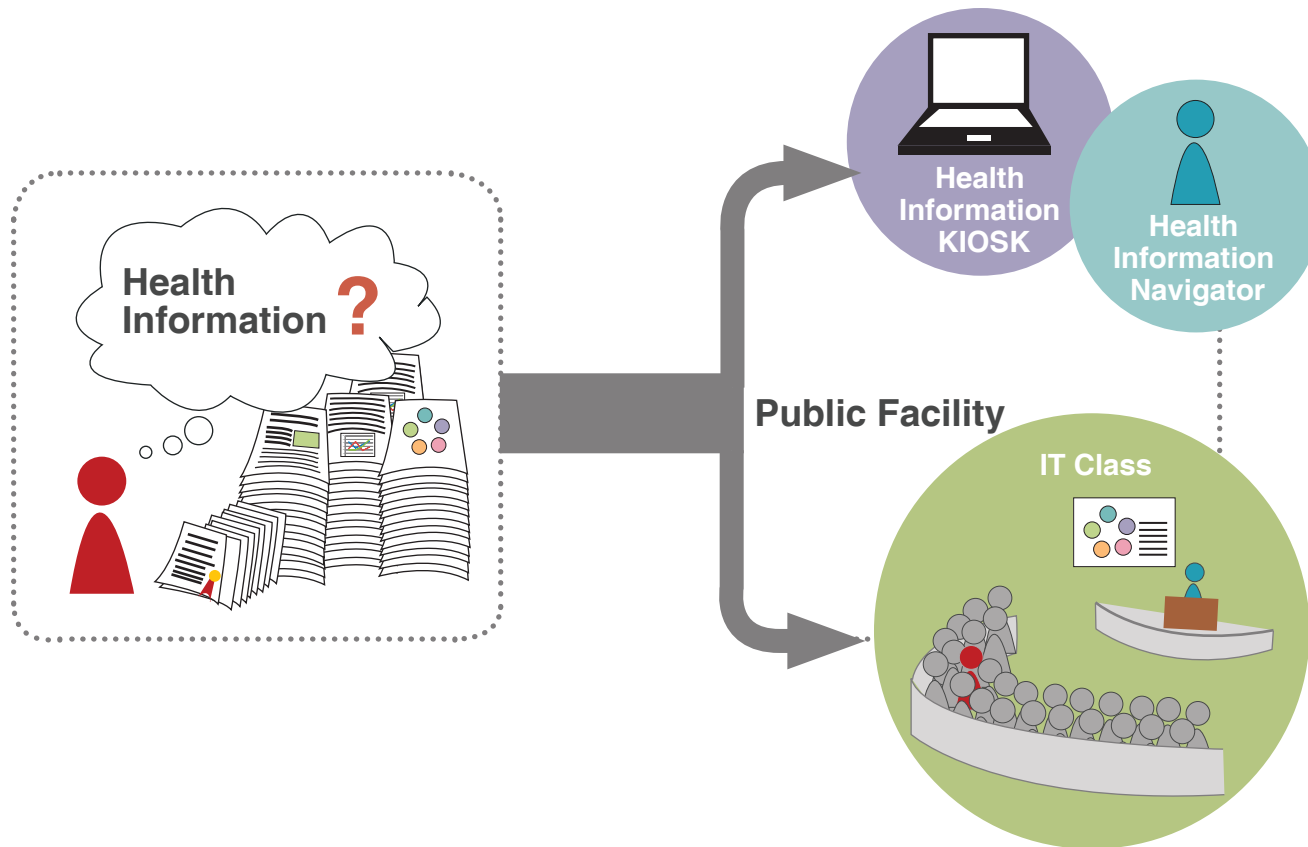 Health
Information ?
Health
Information
KIOSK
Health
Information
Navigator
Public Facility
IT Class